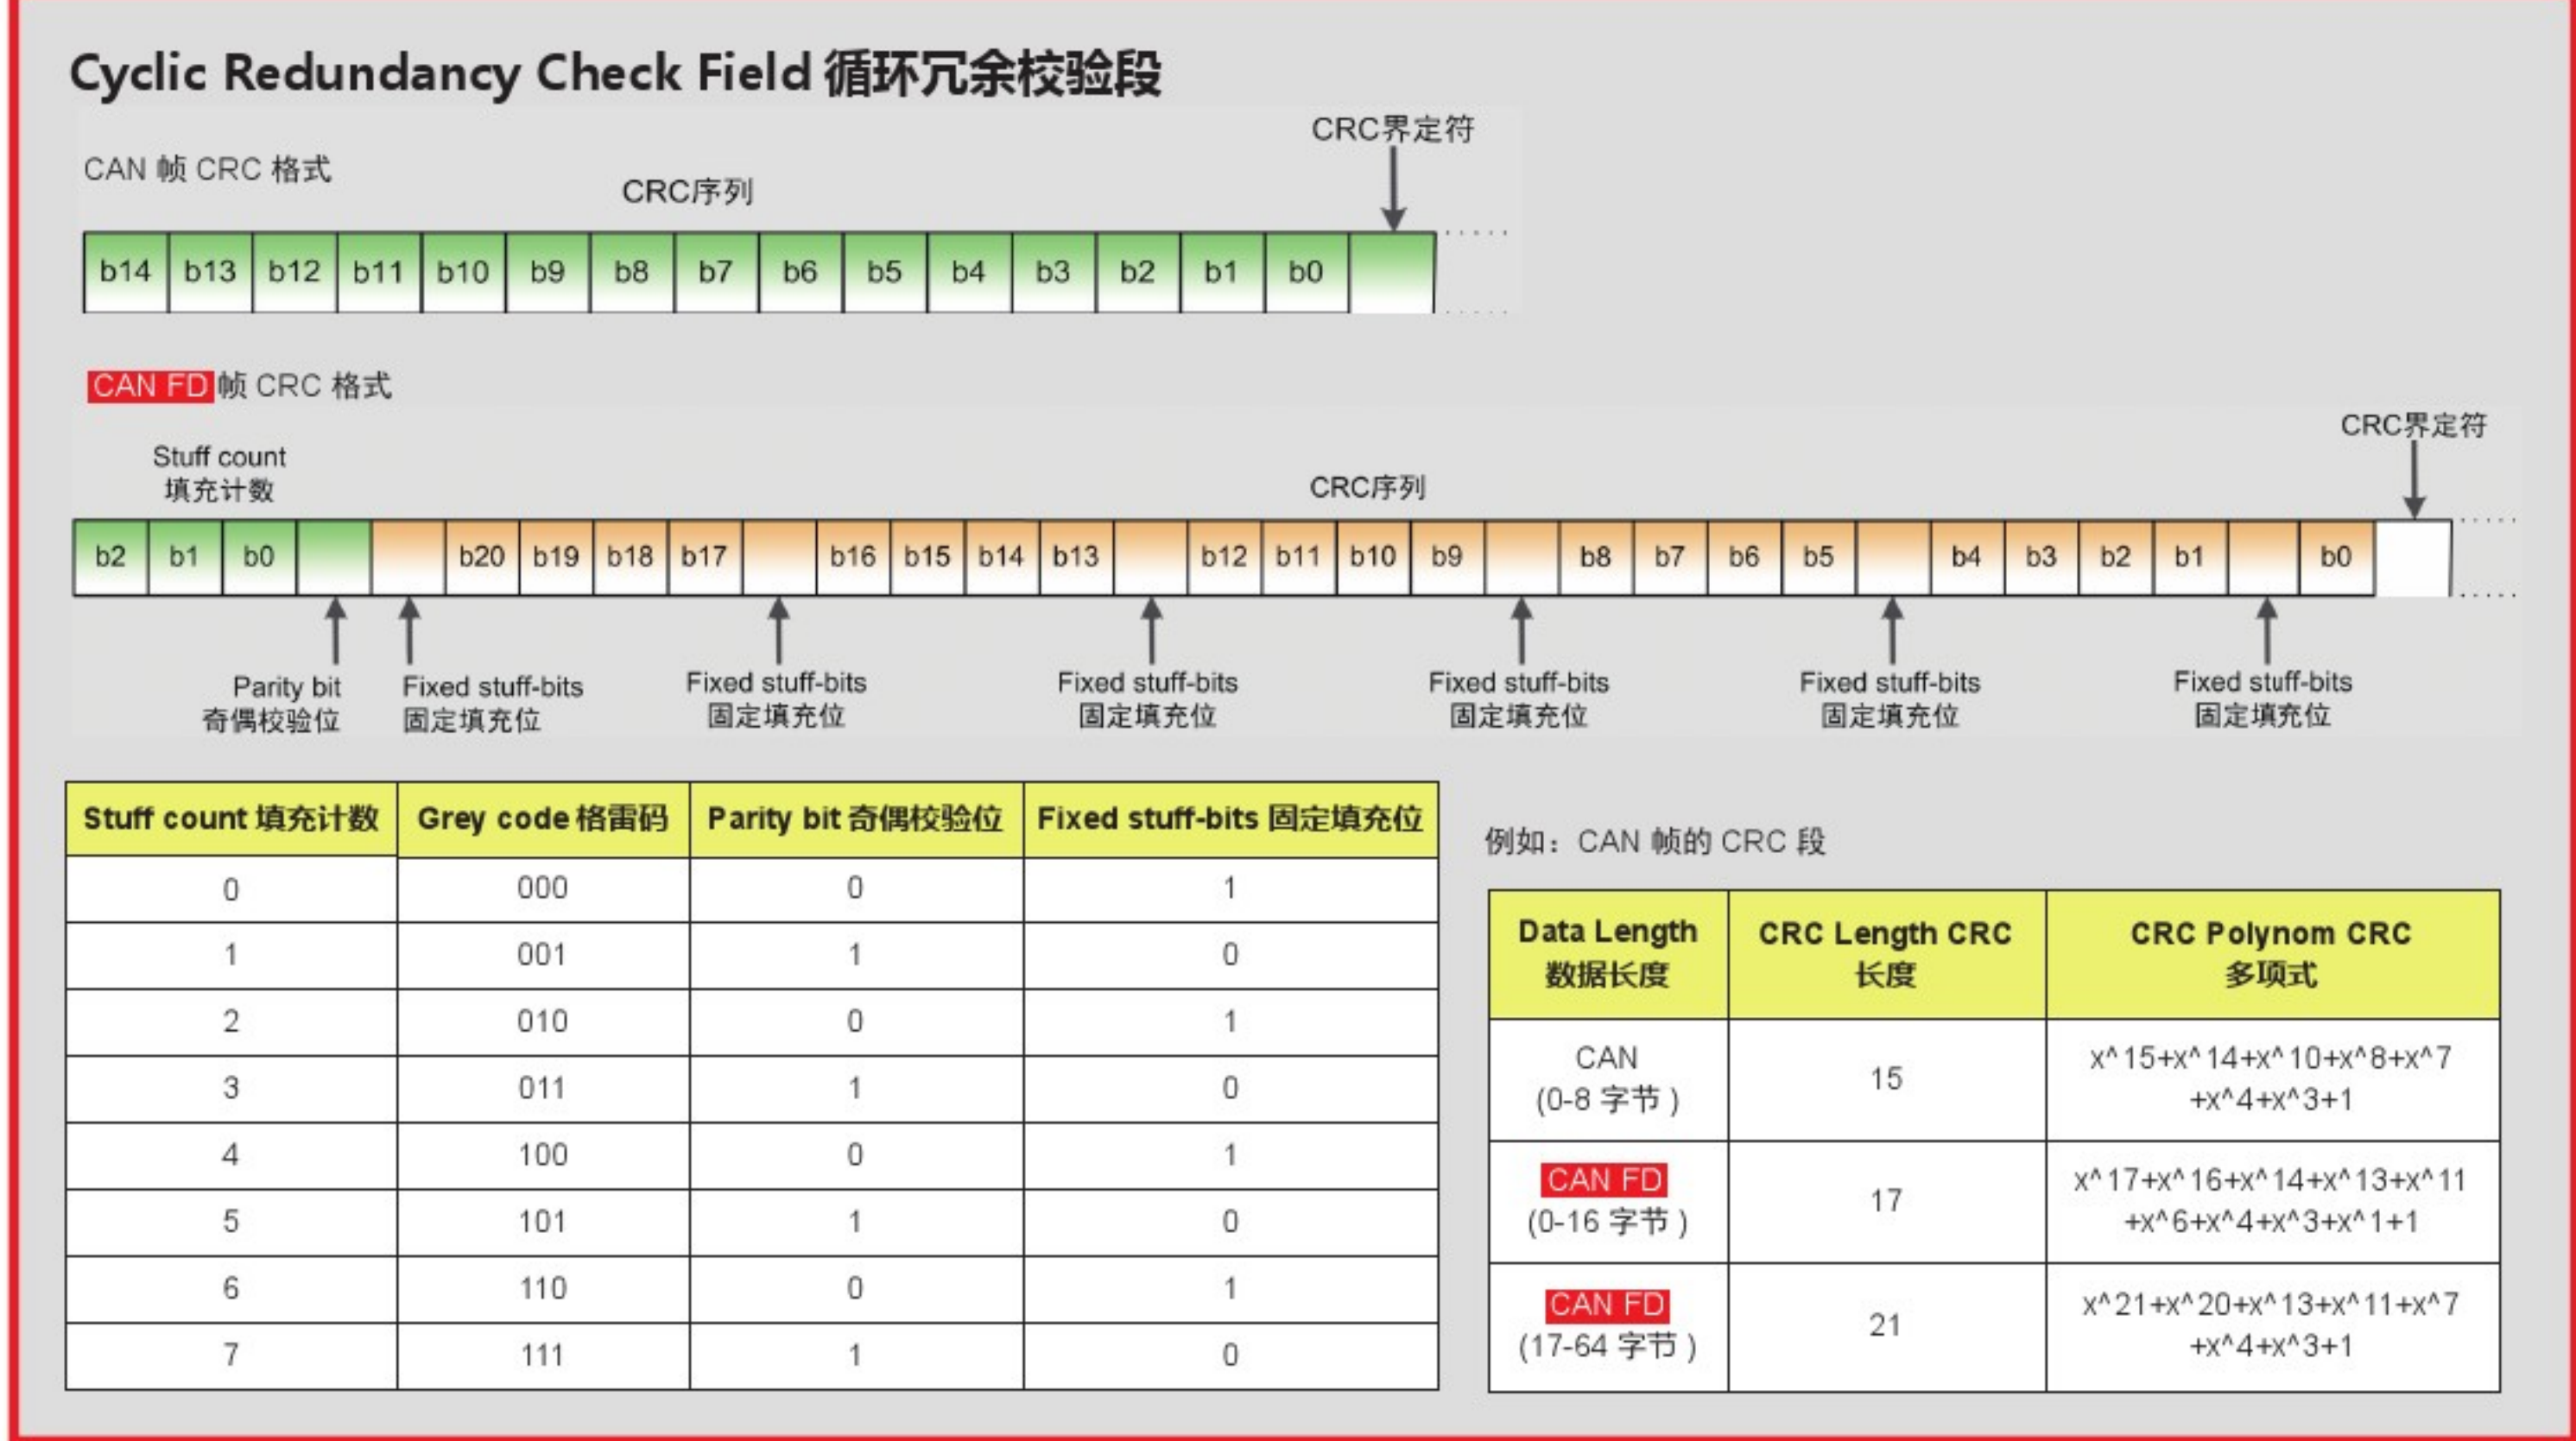 Cyclic Redundancy Check Field 循环冗余校验段
CRC界定符
CAN 帧 CRC 格式
CRC序列
b14 b13 b12 b11 b10 b9 b8 b7 b6 b5 b4 b3 b2 b1 b0
CAN FD 帧 CRC 格式
CRC界定符
Stuff count
填充计数
CRC序列
b2 b1 b0 b20 b19 b18 b17 b16 b15 b14 b13 b12 b11 b10 b9 b8 b7 b6 b5 b4 b3 b2 b1 b0
Parity bit
奇偶校验位
Fixed stuff-bits
固定填充位
Fixed stuff-bits
固定填充位
Fixed stuff-bits
固定填充位
Fixed stuff-bits
固定填充位
Fixed stuff-bits
固定填充位
Fixed stuff-bits
固定填充位
Stuff count 填充计数 Grey code 格雷码 Parity bit 奇偶校验位 Fixed stuff-bits 固定填充位
0 000 0 1
1 001 1 0
2 010 0 1
3 011 1 0
4 100 0 1
5 101 1 0
6 110 0 1
7 111 1 0
例如：CAN 帧的 CRC 段
Data Length
数据长度
CRC Length CRC
长度
CRC Polynom CRC
多项式
CAN
(0-8 字节 )
15
x^15+x^14+x^10+x^8+x^7
+x^4+x^3+1
CAN FD
(0-16 字节 )
17
x^17+x^16+x^14+x^13+x^11
+x^6+x^4+x^3+x^1+1
CAN FD
(17-64 字节 )
21
x^21+x^20+x^13+x^11+x^7
+x^4+x^3+1